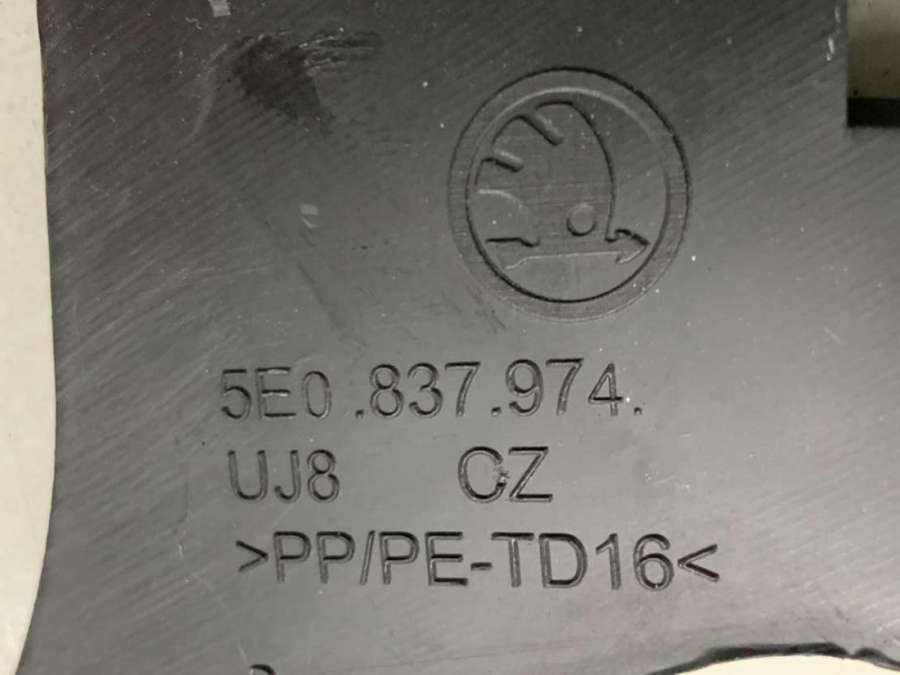 5E0.837.974.
UJ8 CZ
>PP/PE-TD16<